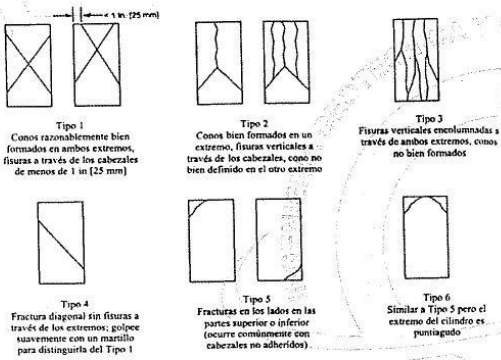 < 1 in. [25 mm]
Tipo 1
Conos razonablemente bien
formados en ambos extremos,
fisuras a través de los cabezales
de menos de 1 in [25 mm]
Tipo 2
Conos bien formados en un
extremo, fisuras verticales a
través de los cabezales, cono no
bien definido en el otro extremo
Tipo 3
Fisuras verticales encolumnadas a
través de ambos extremos, conos
no bien formados
Tipo 4
Fractura diagonal sin fisuras a
través de los extremos; golpee
suavemente con un martillo
para distinguirla del Tipo 1
Tipo 5
Fracturas en los lados en las
partes superior o inferior
(ocurre comúnmente con
cabezales no adheridos)
Tipo 6
Similar a Tipo 5 pero el
extremo del cilindro es
puntiagudo